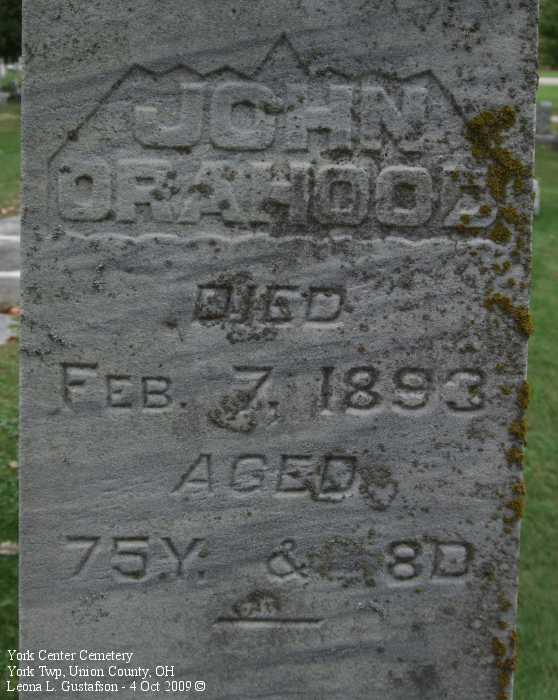 JOHN
ORAHOOD
DIED
FEB. 7, 1893
AGED
75Y. & 8D
York Center Cemetery
York Twp, Union County, OH
Leona L. Gustafson - 4 Oct 2009 ©